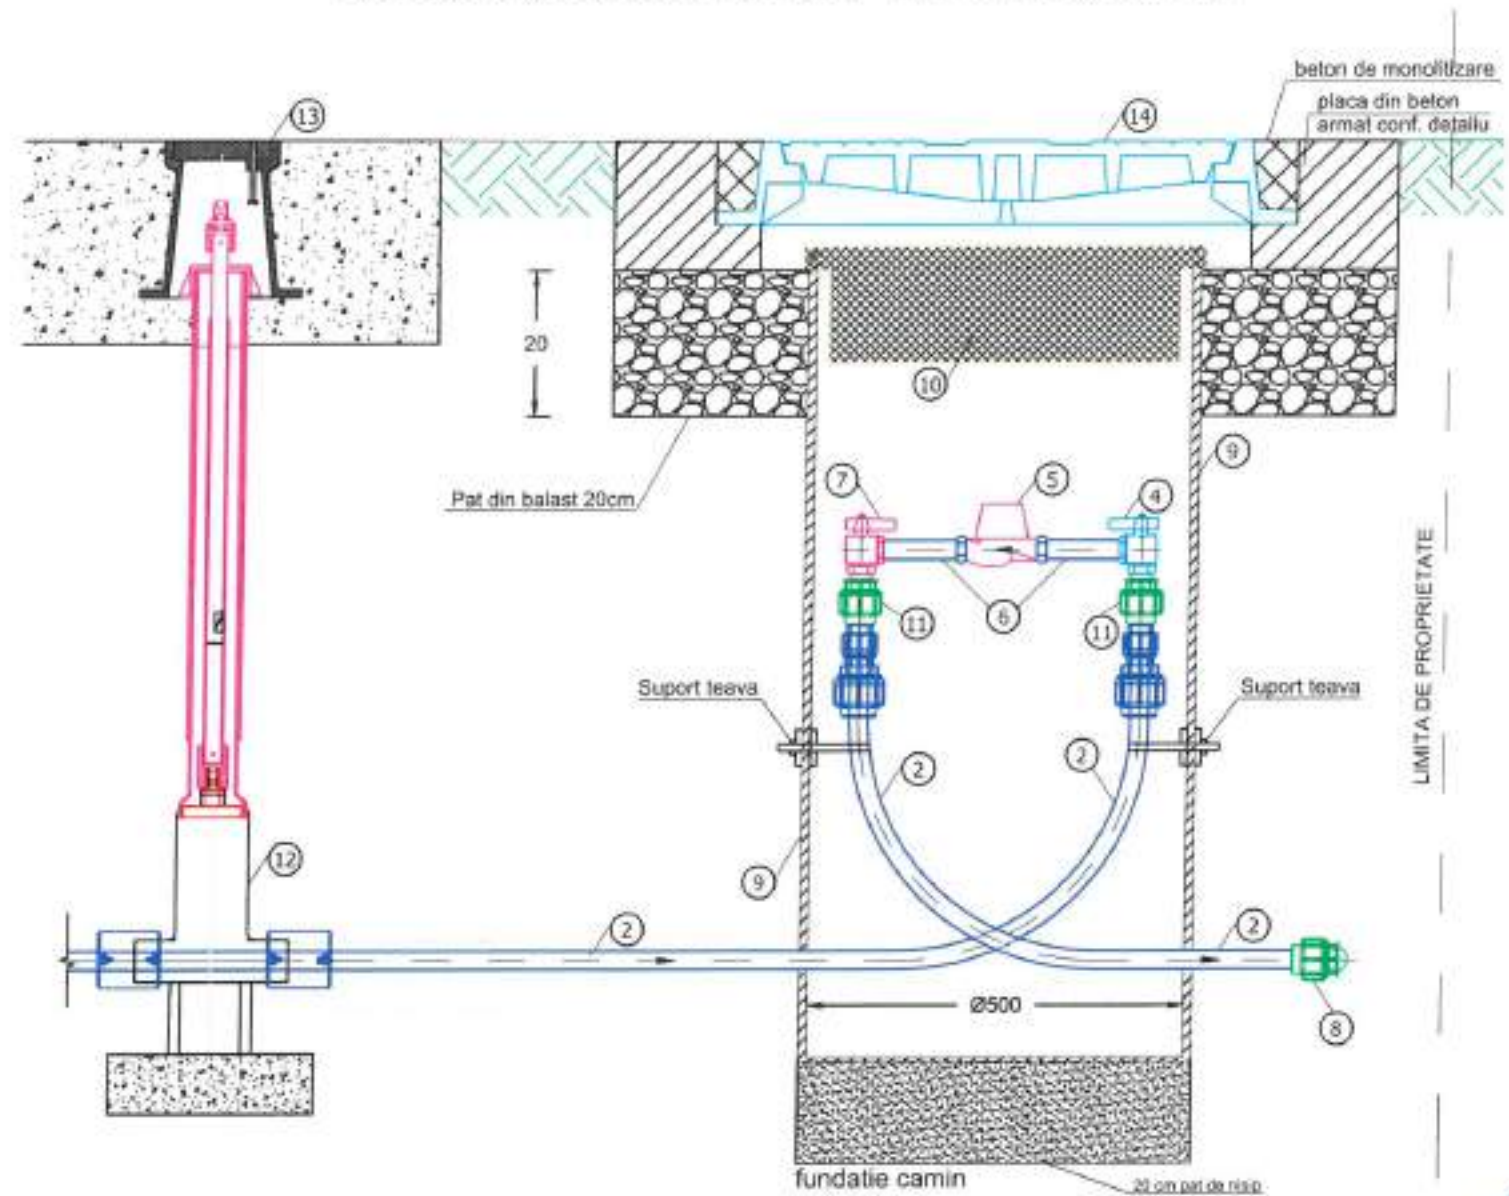 beton de monolitizare
placa din beton
armat conf. detaliu
13
14
20
10
9
Pat din balast 20cm
7
5
4
6
11
11
LIMITA DE PROPRIETATE
Suport teava
Suport teava
2
2
12
9
2
2
Ø500
8
fundatie camin
20 cm pat de nisip